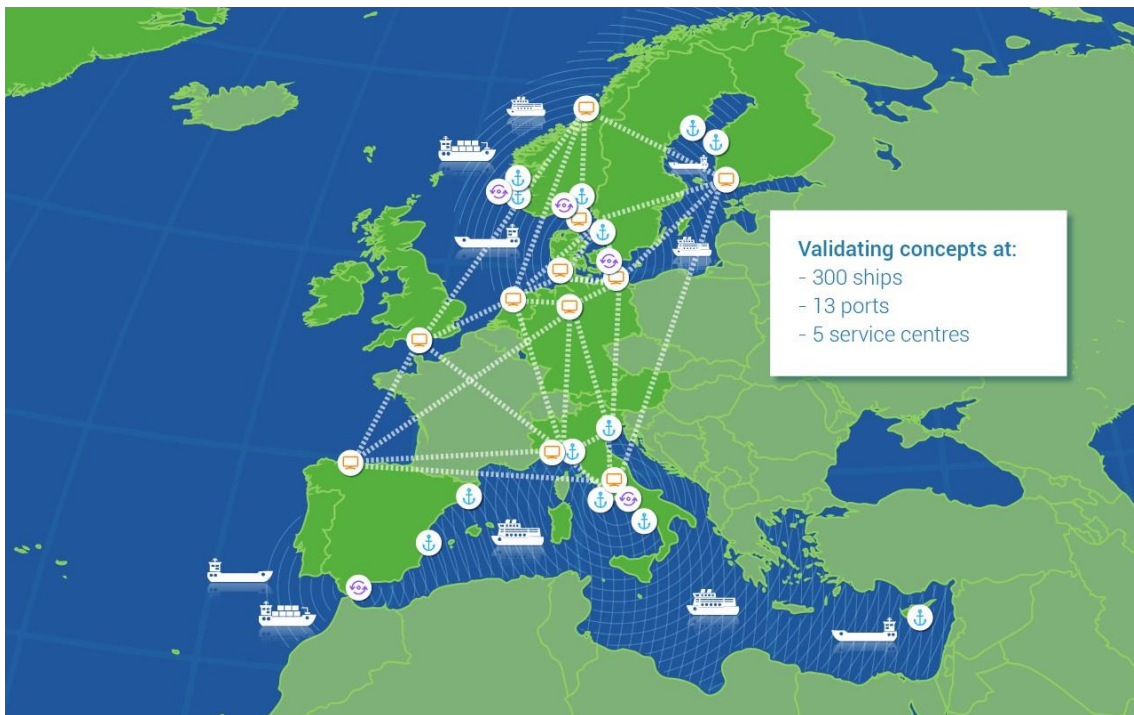 Validating concepts at:
- 300 ships
- 13 ports
- 5 service centres